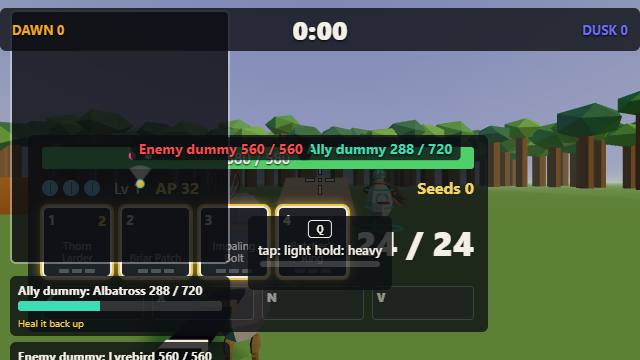 DAWN 0
0:00
DUSK 0
Enemy dummy 560 / 560
Ally dummy 288 / 720
Lv
AP 32
Seeds 0
1
2
2
3
4
Thorn
Lader
Briar Patch
Impaling
Bolt
Q
tap: light hold: heavy
24 / 24
N
V
Ally dummy: Albatross 288 / 720
Heal it back up
Enemy dummy: Lyrebird 560 / 560